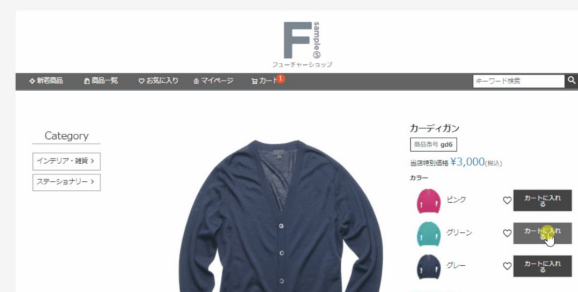 F
sample⑩
フューチャーショップ
新着商品 商品一覧 お気に入り マイページ カート 1
キーワード検索
Category
インテリア・雑貨 >
ステーショナリー >
カーディガン
商品番号 gd6
当店特別価格 ¥3,000(税込)
カラー
ピンク カートに入れ
る
グリーン カートに入れ
る
グレー カートに入れ
る